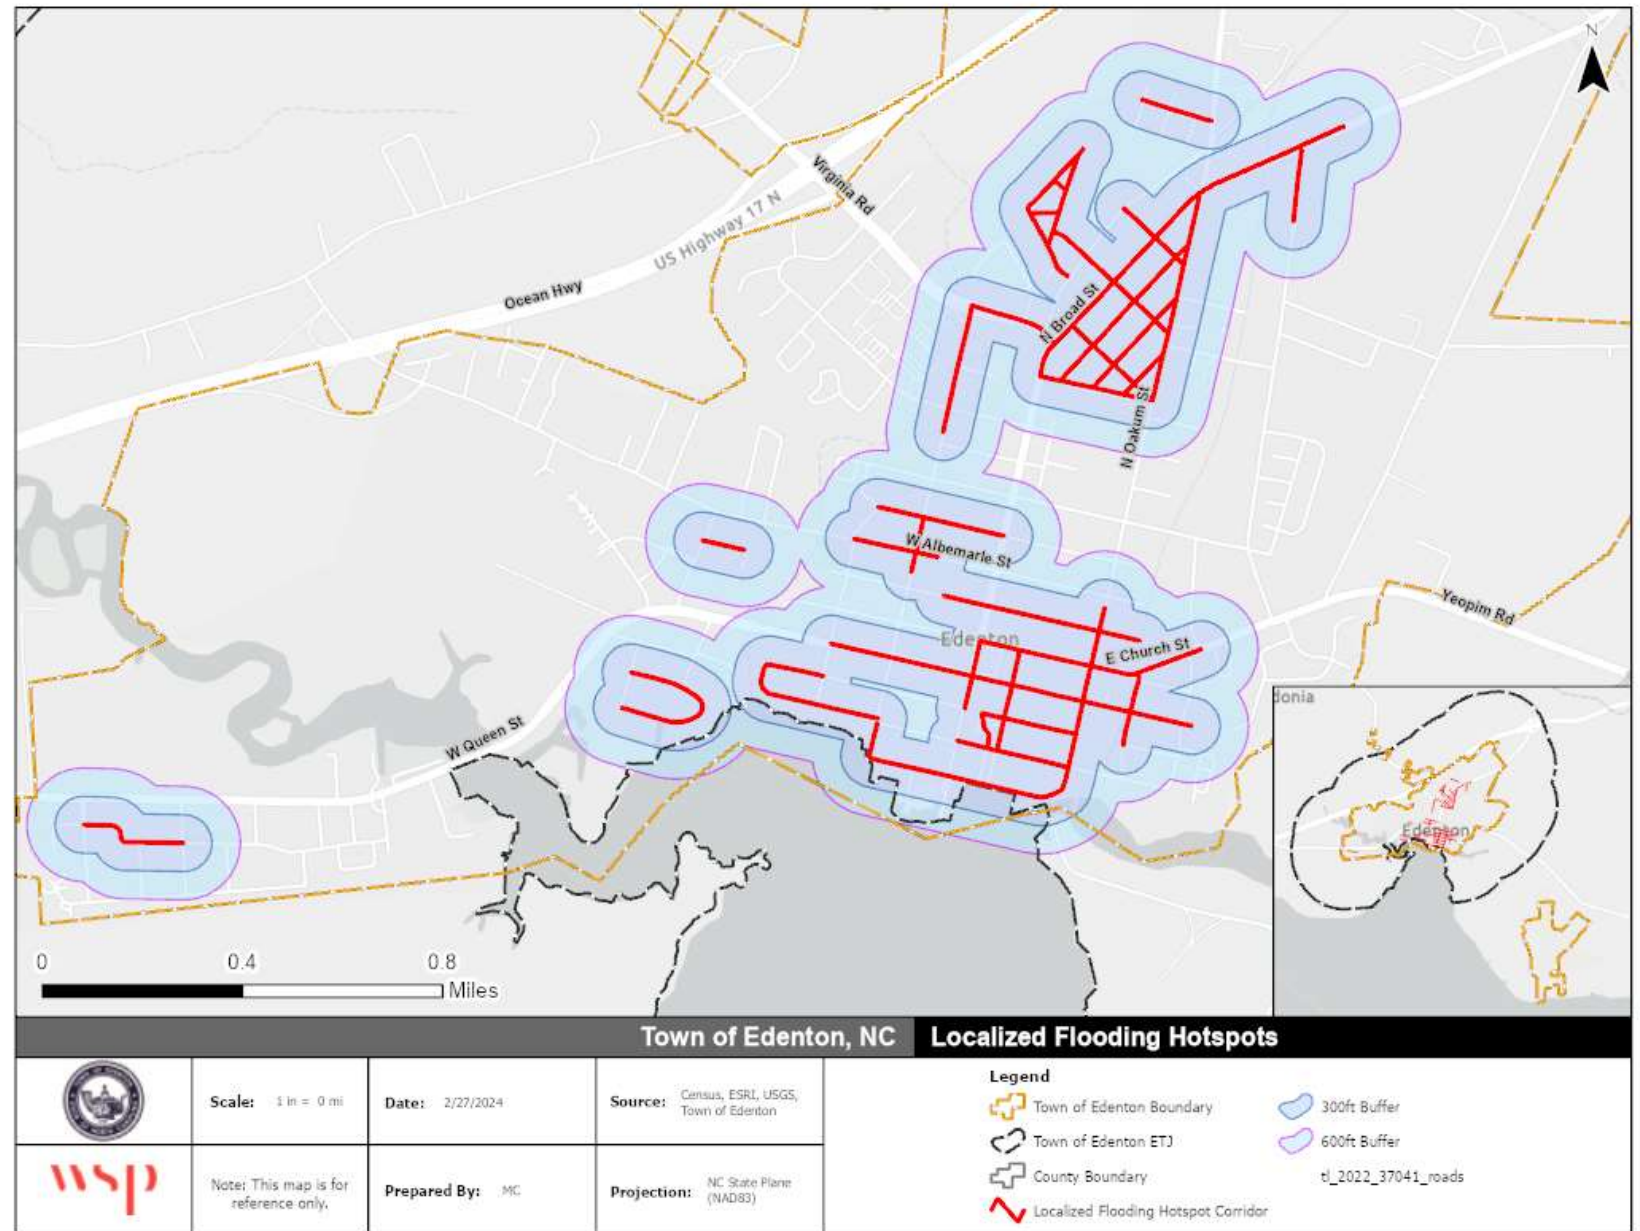 N
Virginia Rd
US Highway 17 N
Ocean Hwy
N Broad St
N Oakum St
W Albemarle St
Yeopim Rd
Edenton
E Church St
donia
W Queen St
Edenton
0 0.4 0.8
Miles
Town of Edenton, NC Localized Flooding Hotspots
Scale: 1 in = 0 mi
Date: 2/27/2024
Source: Census, ESRI, USGS,
Town of Edenton
wsp
Note: This map is for
reference only.
Prepared By: MC
Projection: NC State Plane
(NAD83)
Legend
Town of Edenton Boundary
Town of Edenton ETJ
County Boundary
Localized Flooding Hotspot Corridor
300ft Buffer
600ft Buffer
tl_2022_37041_roads